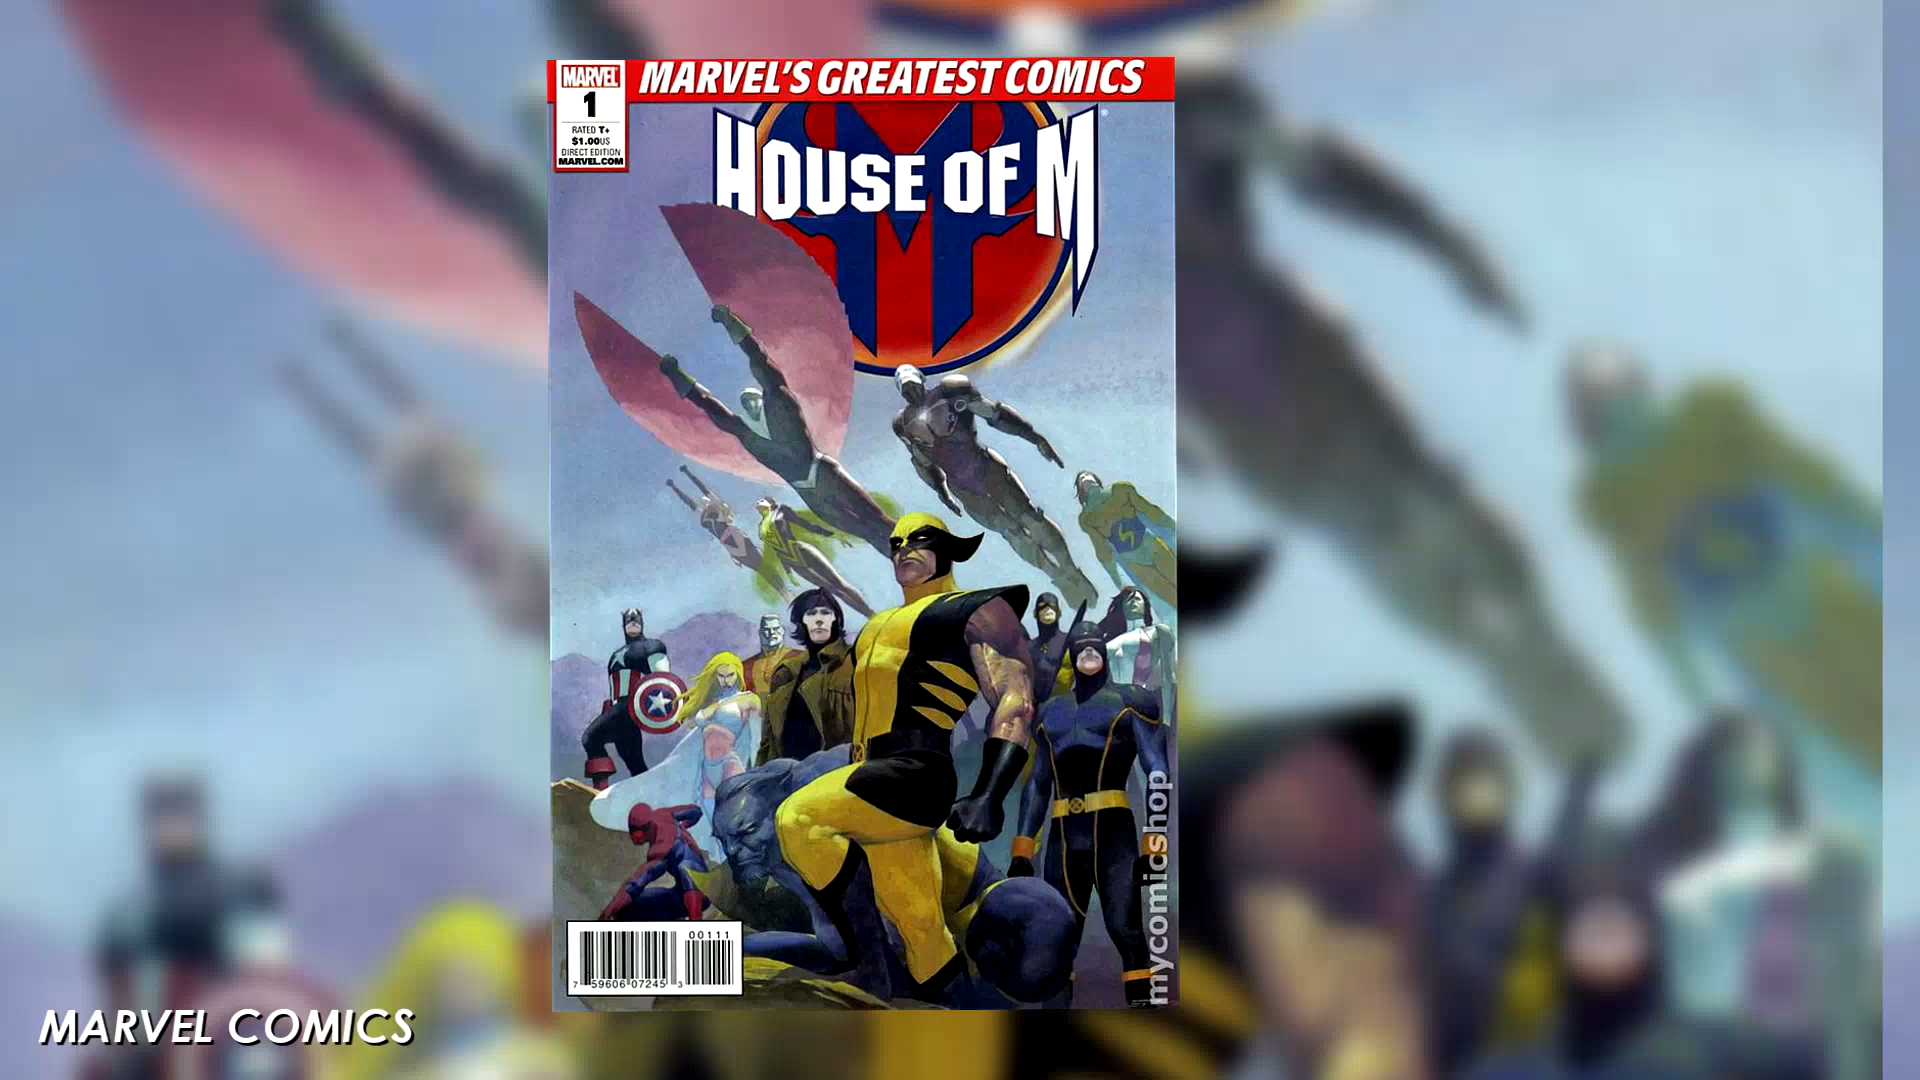 MARVEL'S GREATEST COMICS
MARVEL
1
RATED T+
$1.00US
DIRECT EDITION
MARVEL.COM
HOUSE OF M
®
mycomicshop
00111
7 59606 07245 3
MARVEL COMICS